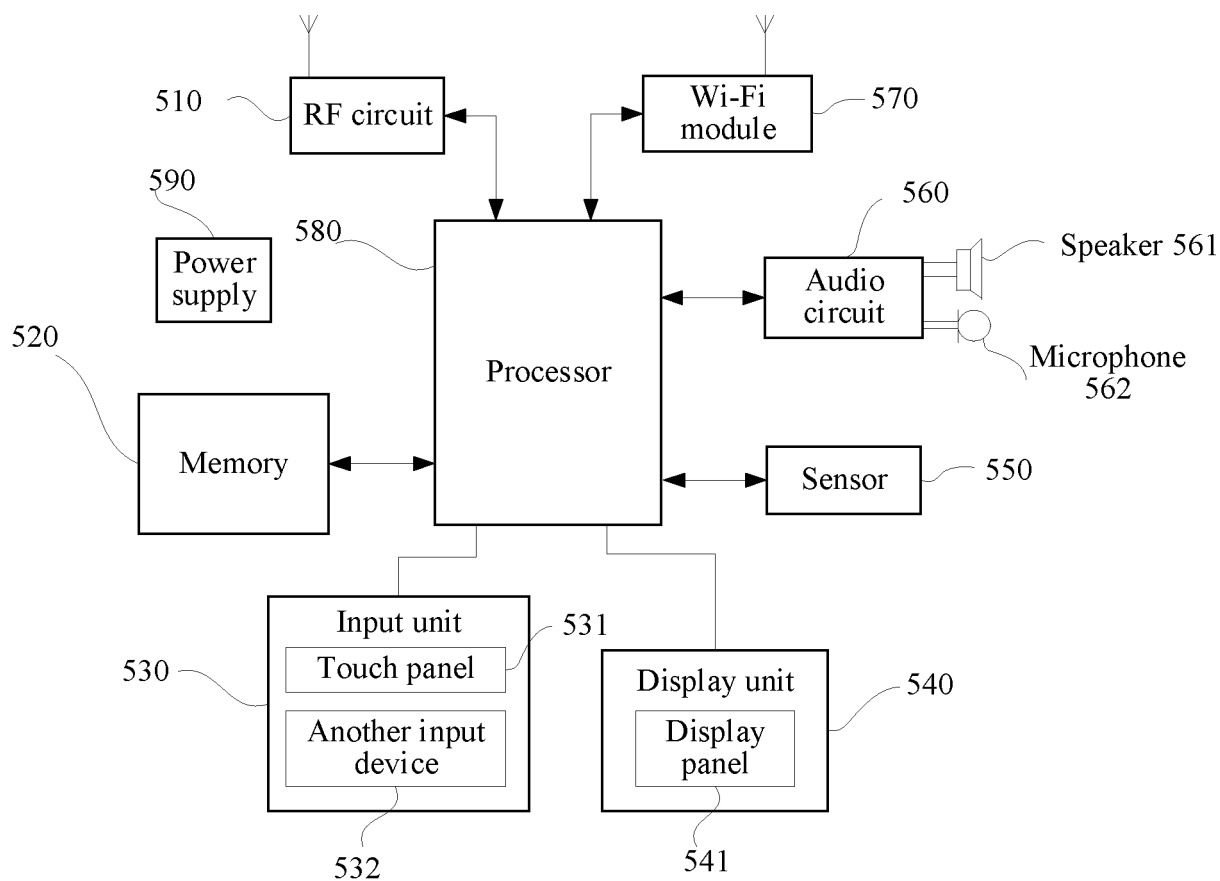 510
RF circuit
Wi-Fi
module
570
590
Power
supply
580
560
Speaker 561
Audio
circuit
Microphone
562
520
Processor
Memory
Sensor
550
Input unit
531
Touch panel
530
Another input
device
532
Display unit
540
Display
panel
541